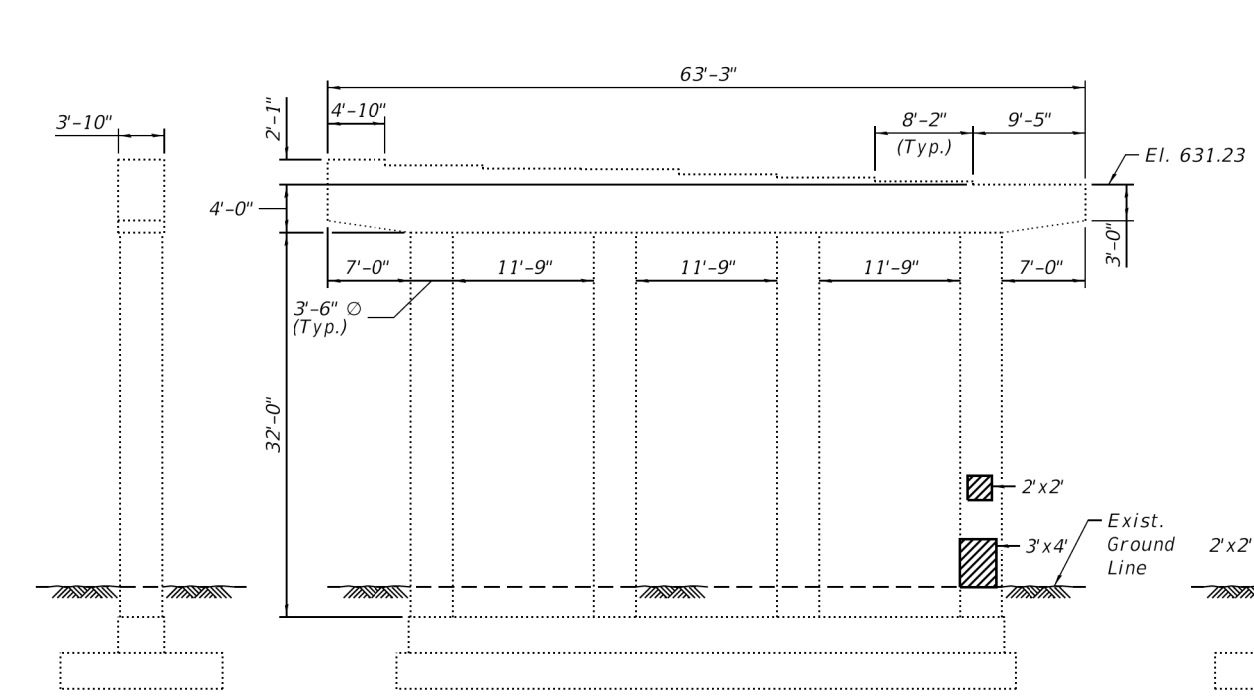 63'-3"
2'-1"
4'-10"
8'-2"
(Typ.)
9'-5"
3'-10"
El. 631.23
4'-0"
3'-0"
7'-0"
11'-9"
11'-9"
11'-9"
7'-0"
3'-6" ∅
(Typ.)
32'-0"
2'x2'
3'x4'
Exist.
Ground
Line
2'x2'